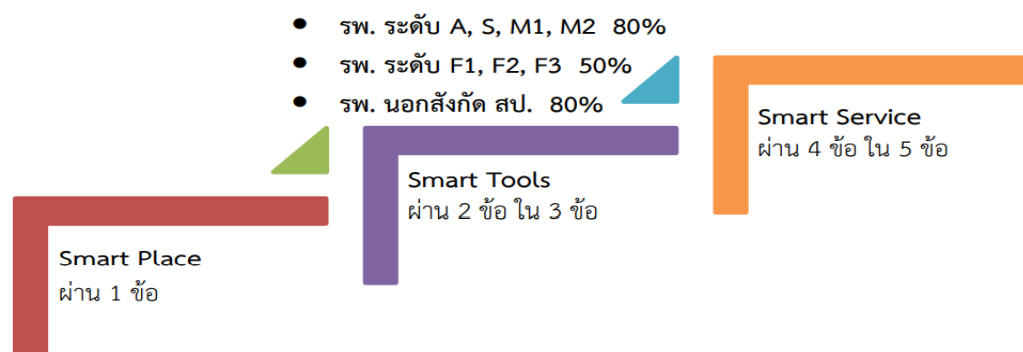 • รพ. ระดับ A, S, M1, M2 80%
• รพ. ระดับ F1, F2, F3 50%
• รพ. นอกสังกัด สป. 80%
Smart Place
ผ่าน 1 ข้อ
Smart Tools
ผ่าน 2 ข้อ ใน 3 ข้อ
Smart Service
ผ่าน 4 ข้อ ใน 5 ข้อ